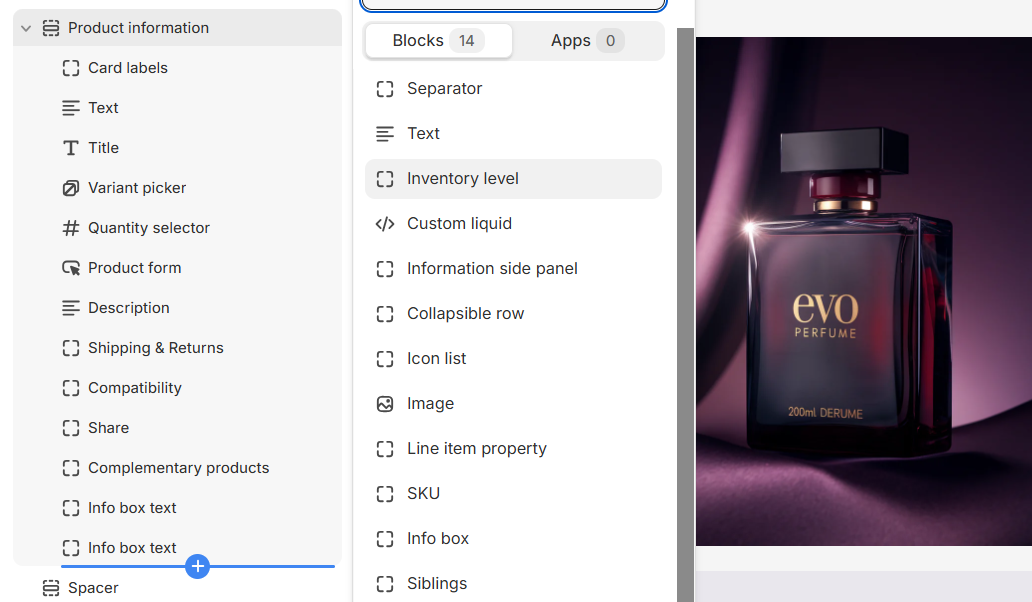 Product information
Card labels
Text
Title
Variant picker
Quantity selector
Product form
Description
Shipping & Returns
Compatibility
Share
Complementary products
Info box text
Info box text
Spacer
Blocks 14
Apps 0
Separator
Text
Inventory level
Custom liquid
Information side panel
Collapsible row
Icon list
Image
Line item property
SKU
Info box
Siblings
evo
PERFUME
200ml DERUME